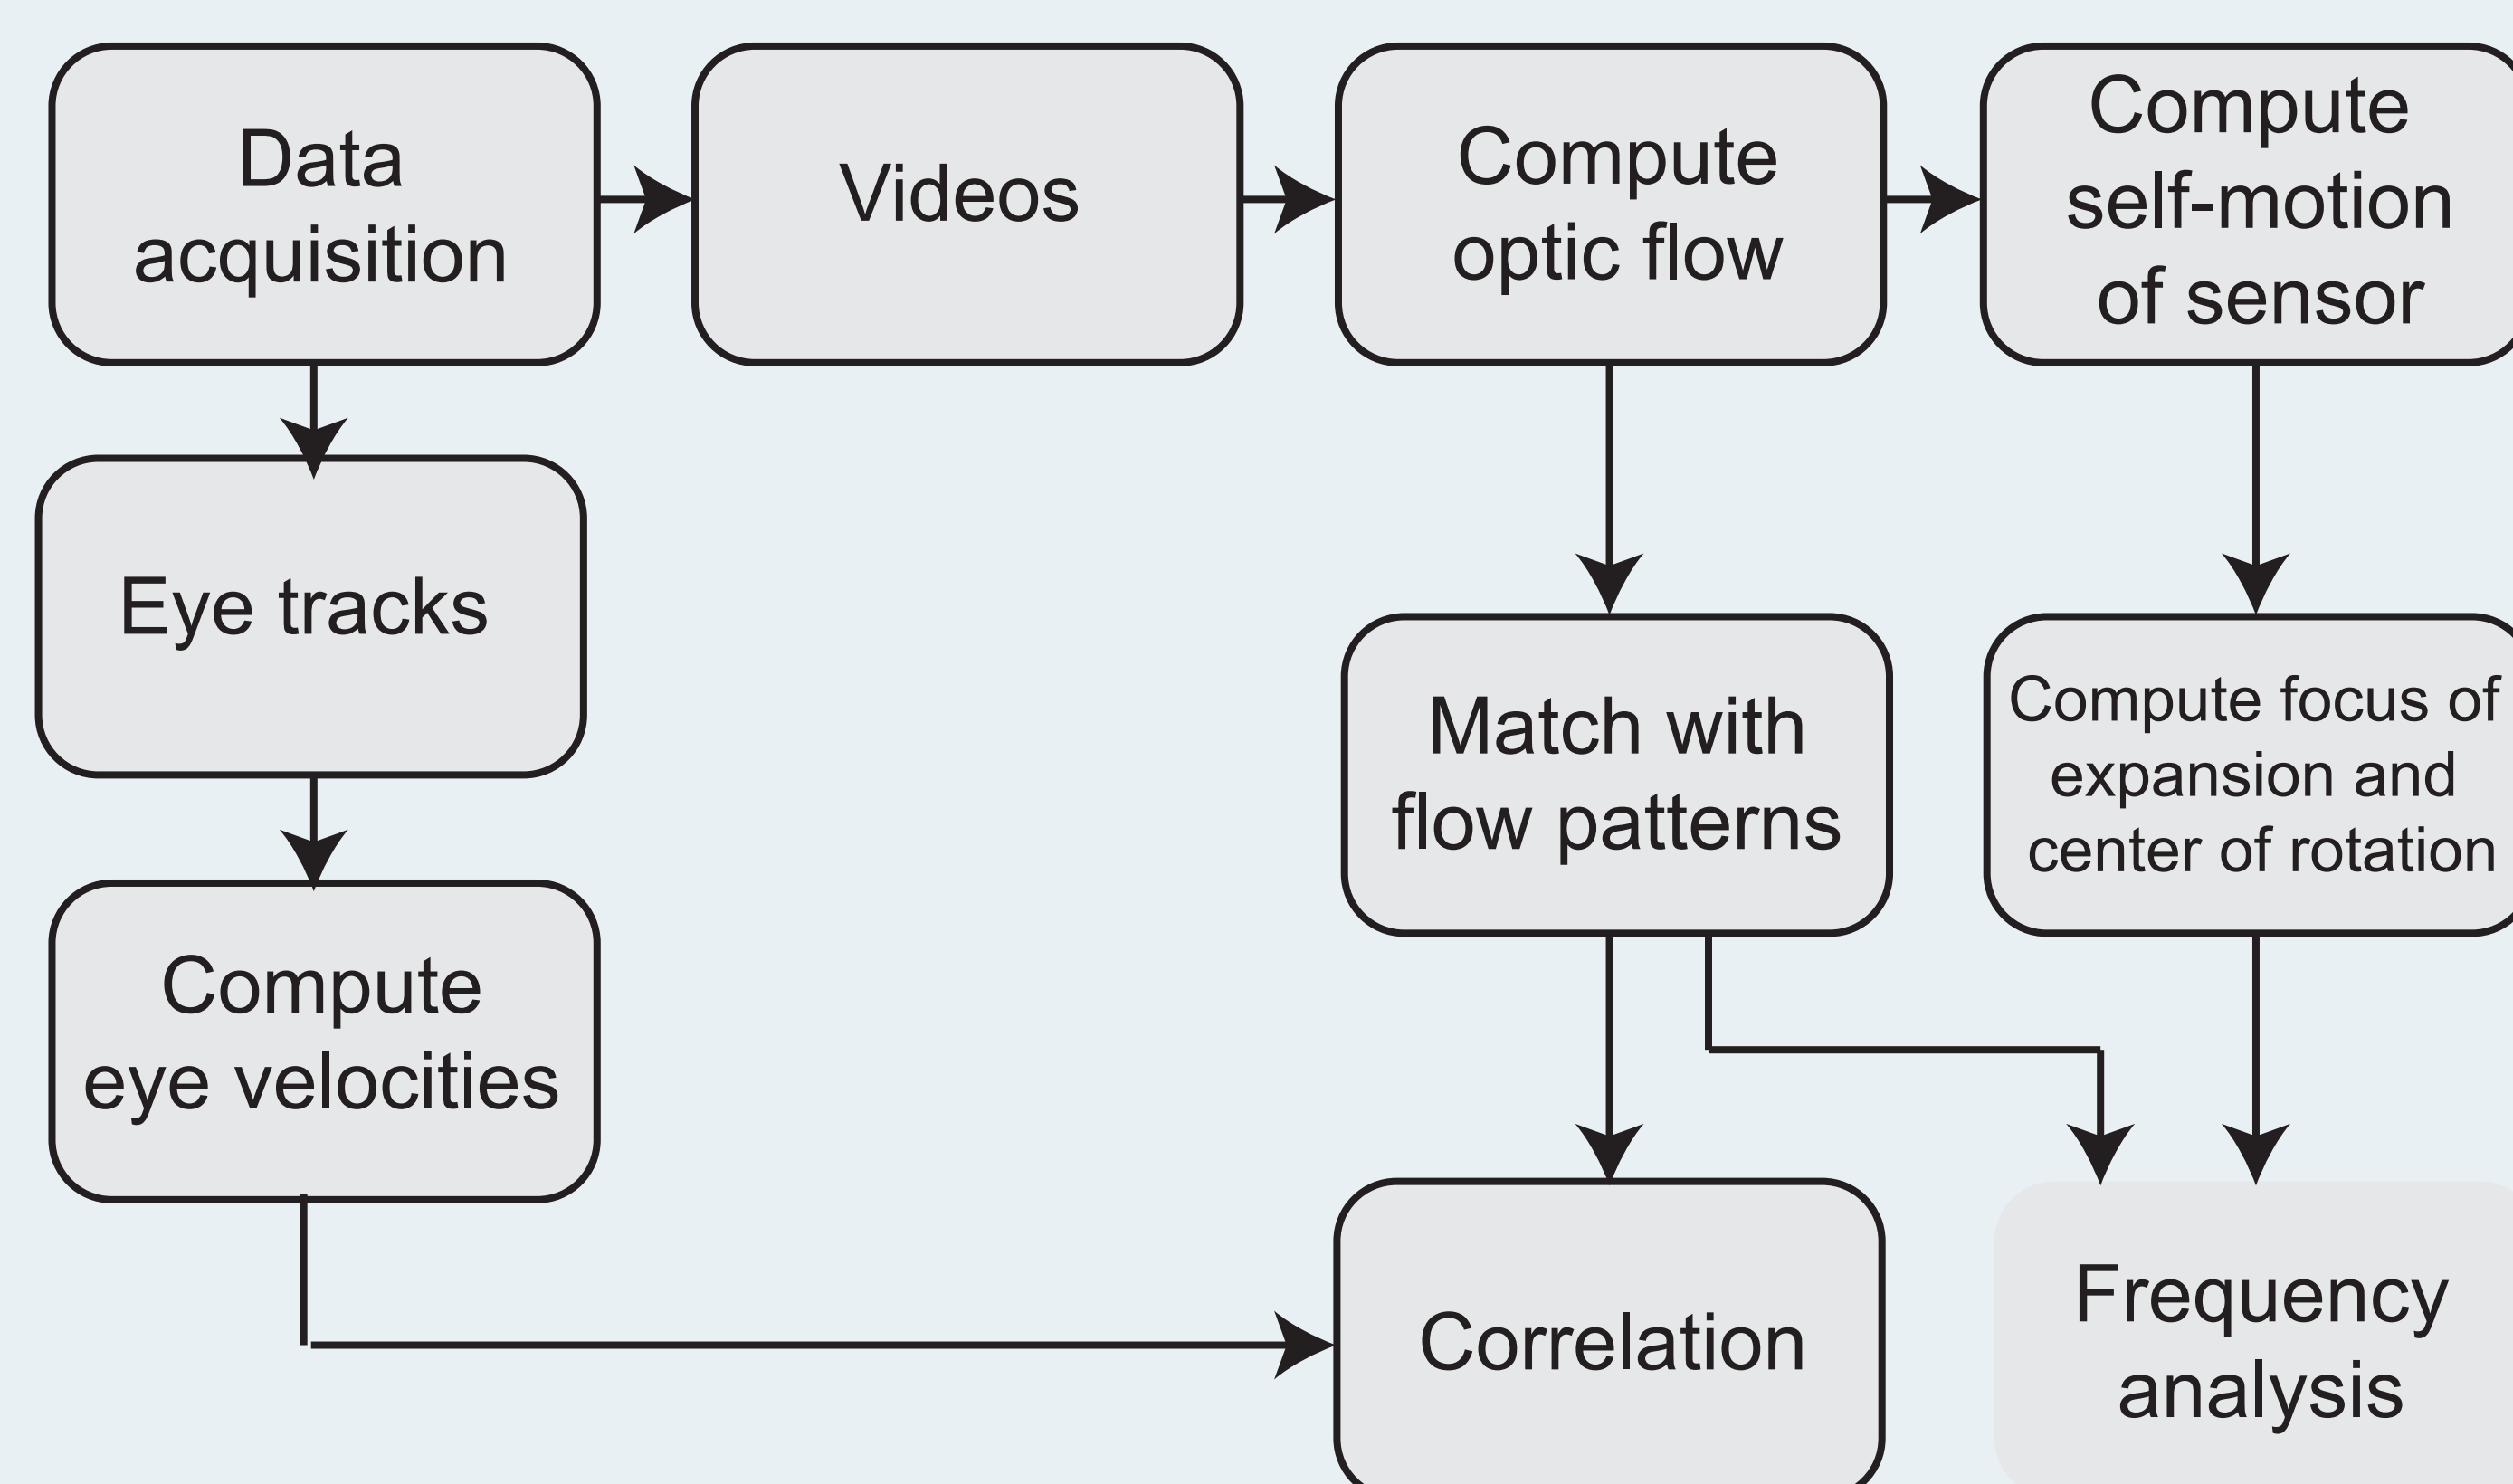 Data
acquisition
Videos
Compute
optic flow
Compute
self-motion
of sensor
Eye tracks
Match with
flow patterns
Compute focus of
expansion and
center of rotation
Compute
eye velocities
Correlation
Frequency
analysis